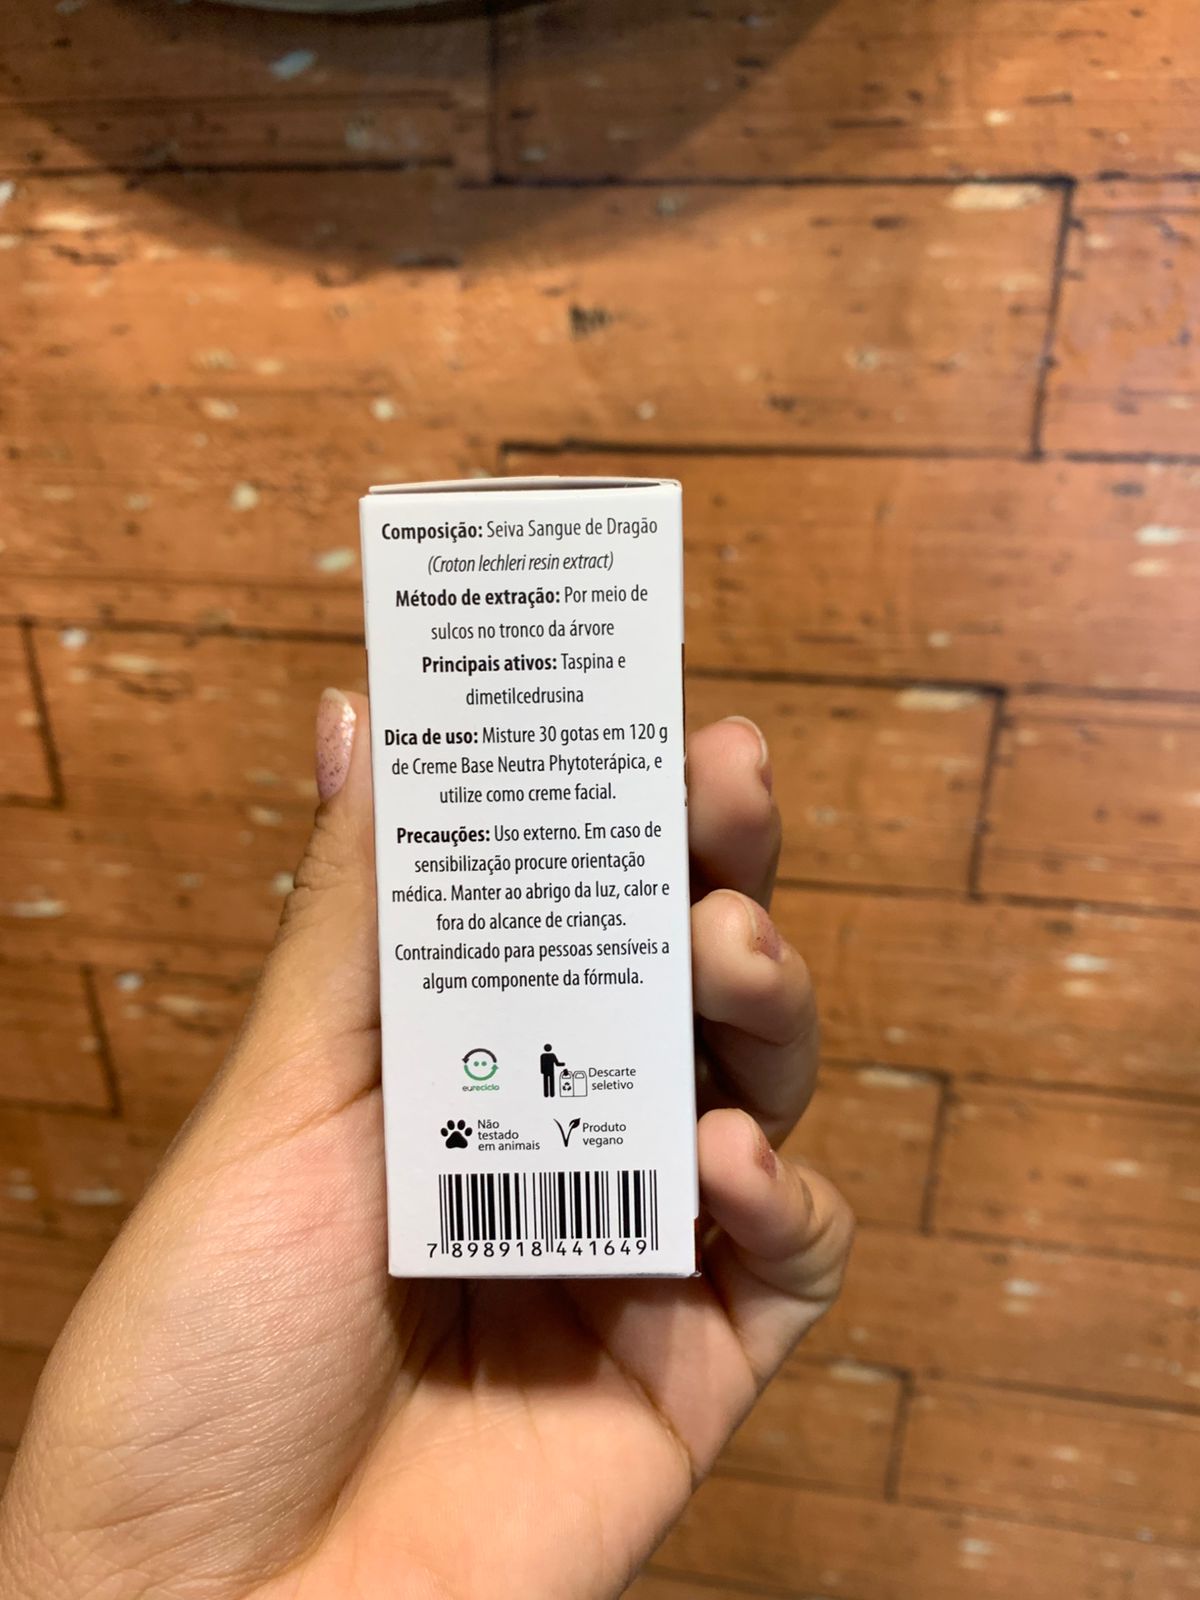 Composição: Seiva Sangue de Dragão
(Croton lechleri resin extract)
Método de extração: Por meio de
sulcos no tronco da árvore
Principais ativos: Taspina e
dimetilcedrusina
Dica de uso: Misture 30 gotas em 120 g
de Creme Base Neutra Phytoterápica, e
utilize como creme facial.
Precauções: Uso externo. Em caso de
sensibilização procure orientação
médica. Manter ao abrigo da luz, calor e
fora do alcance de crianças.
Contraindicado para pessoas sensíveis a
algum componente da fórmula.
eureciclo
Descarte
seletivo
Não
testado
em animais
Produto
vegano
7 898918 441649